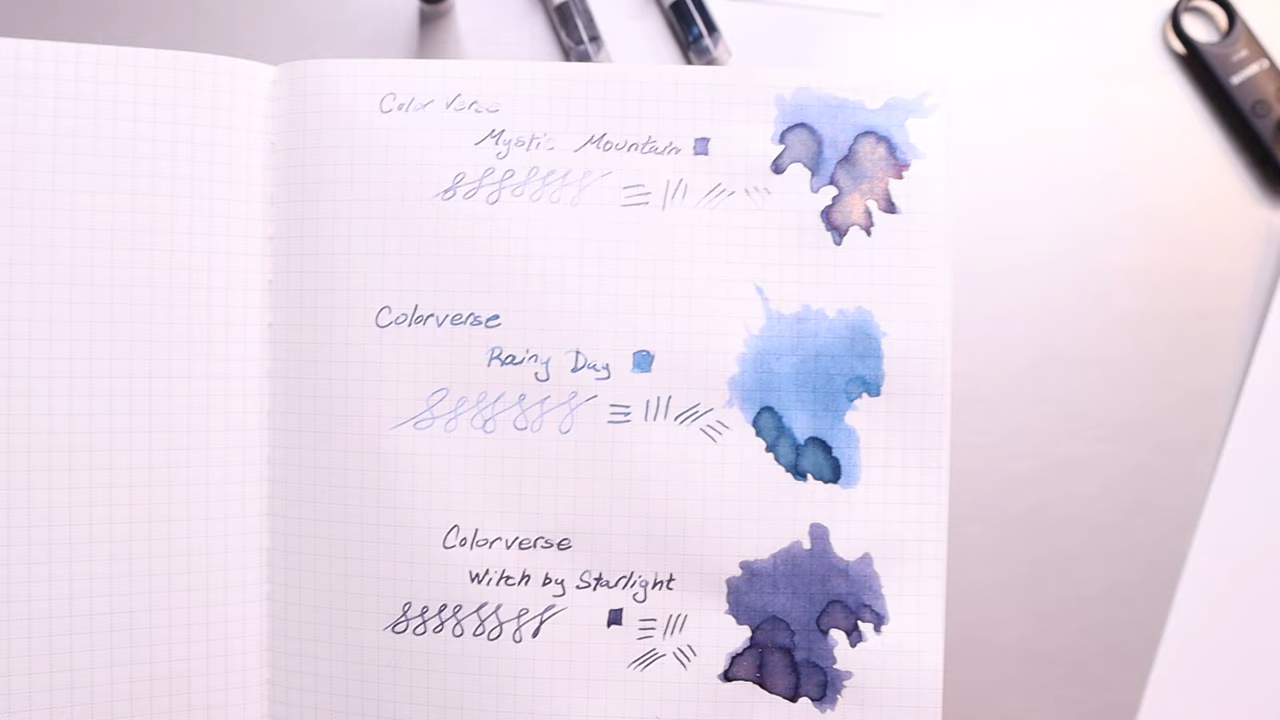 Color Verse
Mystic Mountain
Colorverse
Rainy Day
Colorverse
Witch by Starlight